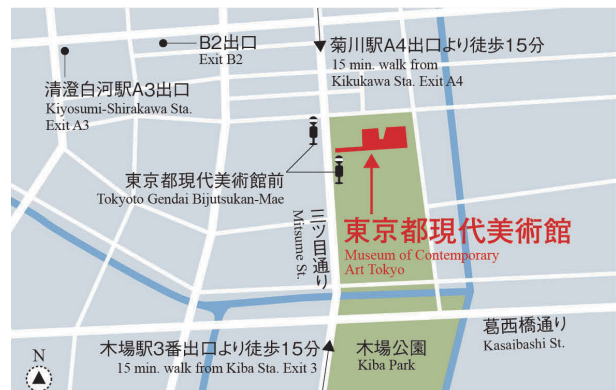 B2出口
Exit B2
菊川駅A4出口より徒歩15分
15 min. walk from
Kikukawa Sta. Exit A4
清澄白河駅A3出口
Kiyosumi-Shirakawa Sta.
Exit A3
東京都現代美術館前
Tokyoto Gendai Bijutsukan-Mae
三ツ目通り
Mitsume St.
東京都現代美術館
Museum of Contemporary
Art Tokyo
葛西橋通り
Kasaibashi St.
木場駅3番出口より徒歩15分
15 min. walk from Kiba Sta. Exit 3
木場公園
Kiba Park
N